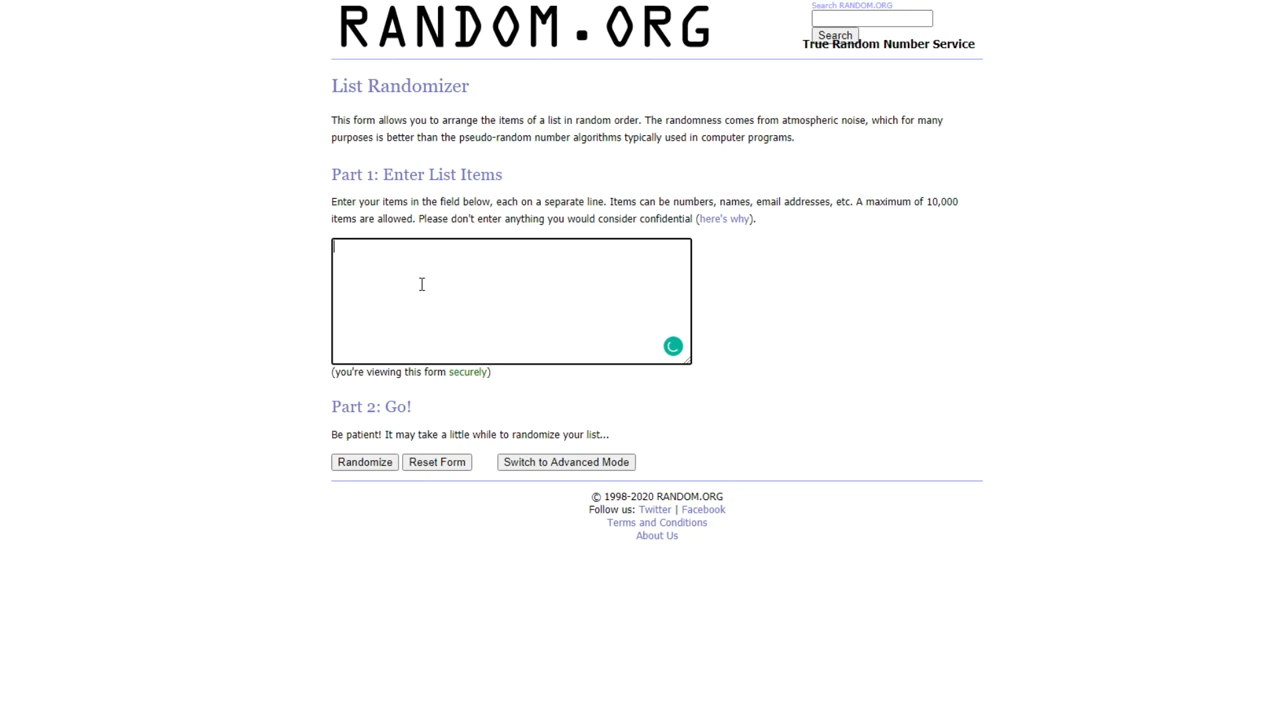 Search RANDOM.ORG
RANDOM.ORG
Search
True Random Number Service
List Randomizer
This form allows you to arrange the items of a list in random order. The randomness comes from atmospheric noise, which for many
purposes is better than the pseudo-random number algorithms typically used in computer programs.
Part 1: Enter List Items
Enter your items in the field below, each on a separate line. Items can be numbers, names, email addresses, etc. A maximum of 10,000
items are allowed. Please don't enter anything you would consider confidential (here's why).
(you're viewing this form securely)
Part 2: Go!
Be patient! It may take a little while to randomize your list...
Randomize Reset Form Switch to Advanced Mode
© 1998-2020 RANDOM.ORG
Follow us: Twitter | Facebook
Terms and Conditions
About Us